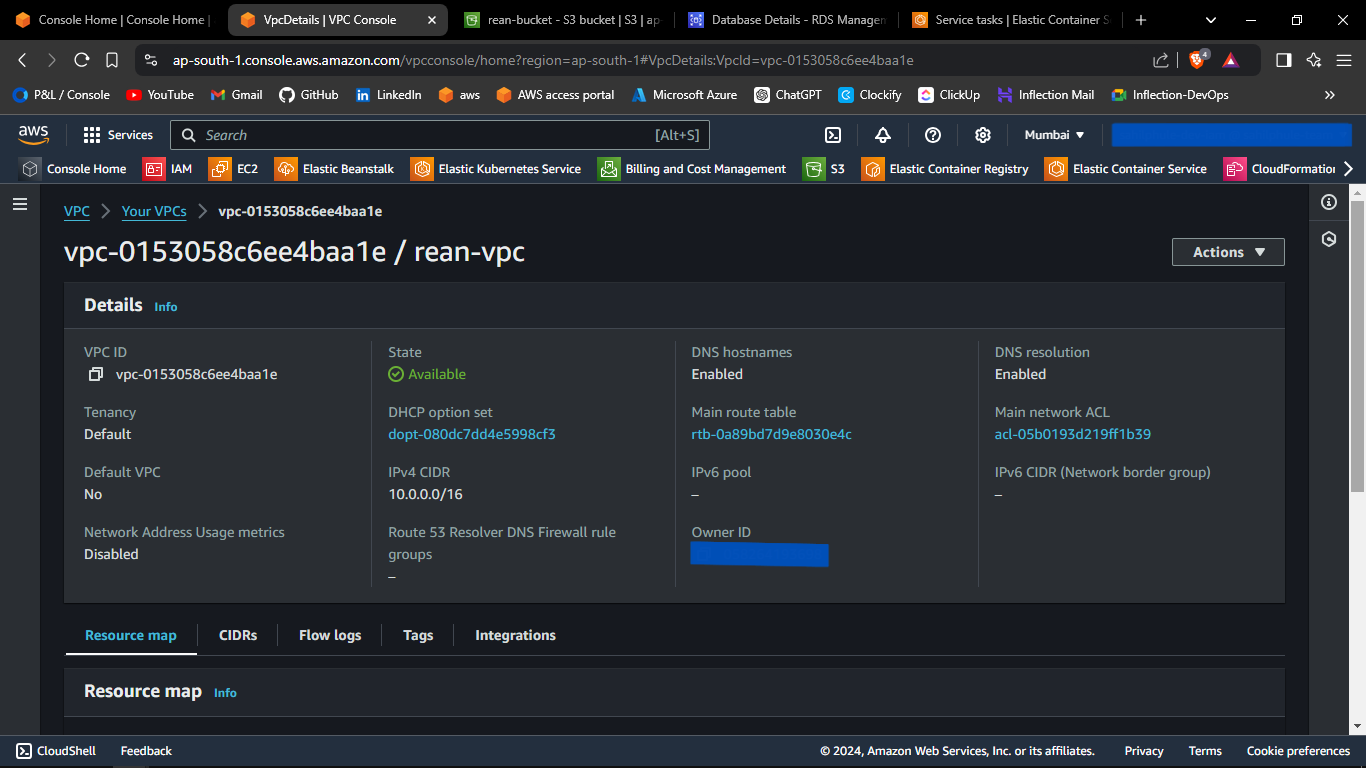 Console Home | Console Home |
VpcDetails | VPC Console
rean-bucket - S3 bucket | S3 | ap-
Database Details - RDS Managem
Service tasks | Elastic Container S
ap-south-1.console.aws.amazon.com/vpcconsole/home?region=ap-south-1#VpcDetails:VpcId=vpc-0153058c6ee4baa1e
4
P&L / Console
YouTube
Gmail
GitHub
LinkedIn
aws
AWS access portal
Microsoft Azure
ChatGPT
Clockify
ClickUp
Inflection Mail
Inflection-DevOps
aws
Services
Search
[Alt+S]
Mumbai
Console Home
IAM
EC2
Elastic Beanstalk
Elastic Kubernetes Service
Billing and Cost Management
S3
Elastic Container Registry
Elastic Container Service
CloudFormation
VPC
Your VPCs
vpc-0153058c6ee4baa1e
vpc-0153058c6ee4baa1e / rean-vpc
Actions
Details Info
VPC ID
vpc-0153058c6ee4baa1e
State
Available
DNS hostnames
Enabled
DNS resolution
Enabled
Tenancy
Default
DHCP option set
dopt-080dc7dd4e5998cf3
Main route table
rtb-0a89bd7d9e8030e4c
Main network ACL
acl-05b0193d219ff1b39
Default VPC
No
IPv4 CIDR
10.0.0.0/16
IPv6 pool
–
IPv6 CIDR (Network border group)
–
Network Address Usage metrics
Disabled
Route 53 Resolver DNS Firewall rule
groups
–
Owner ID
Resource map
CIDRs
Flow logs
Tags
Integrations
Resource map Info
CloudShell
Feedback
© 2024, Amazon Web Services, Inc. or its affiliates.
Privacy
Terms
Cookie preferences